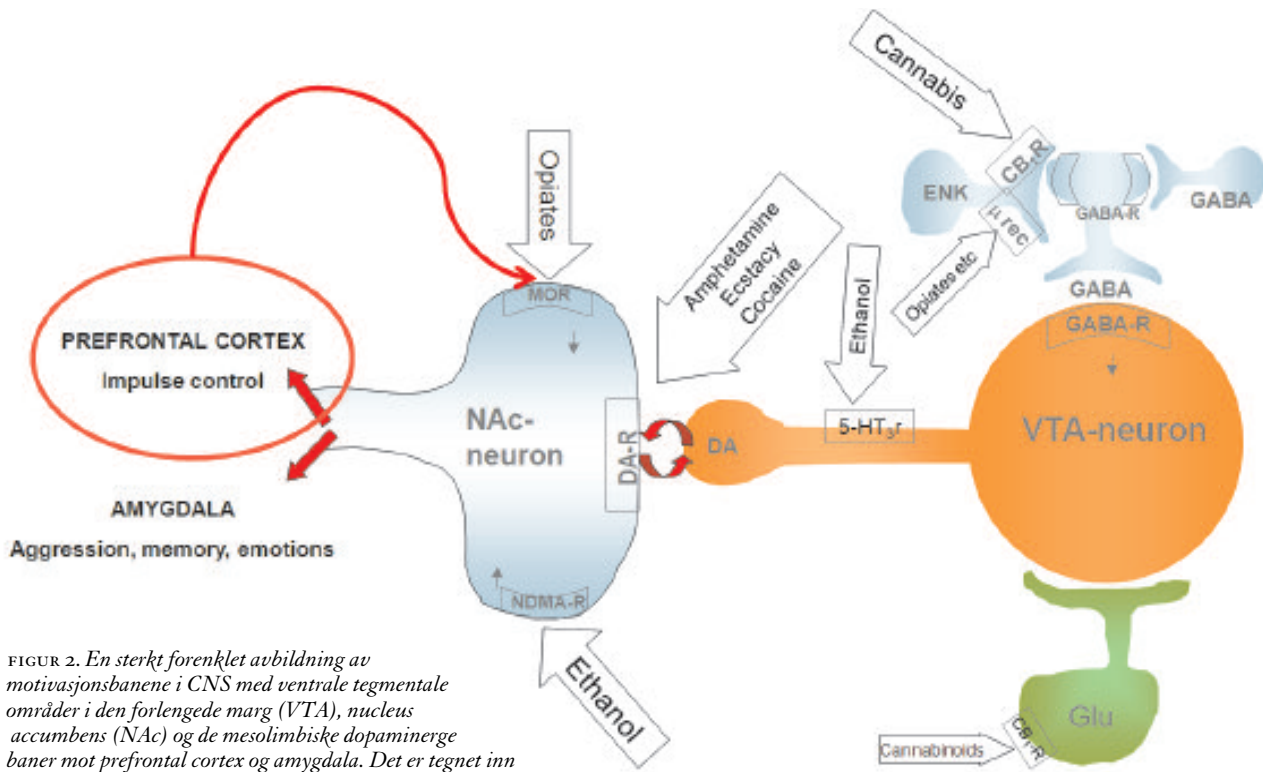 Cannabis
Opiates
CB₁R
ENK
μ rec
GABA-R
GABA
Amphetamine
Ecstacy
Cocaine
Ethanol
Opiates etc
GABA
MOR
GABA-R
PREFRONTAL CORTEX
Impulse control
NAc-
neuron
DA-R
DA
5-HT₃r
VTA-neuron
AMYGDALA
Aggression, memory, emotions
NDMA-R
Ethanol
Glu
CB₁-R
Cannabinoids
FIGUR 2. En sterkt forenklet avbildning av
motivasjonsbanene i CNS med ventrale tegmentale
områder i den forlengede marg (VTA), nucleus
accumbens (NAc) og de mesolimbiske dopaminerge
baner mot prefrontal cortex og amygdala. Det er tegnet inn